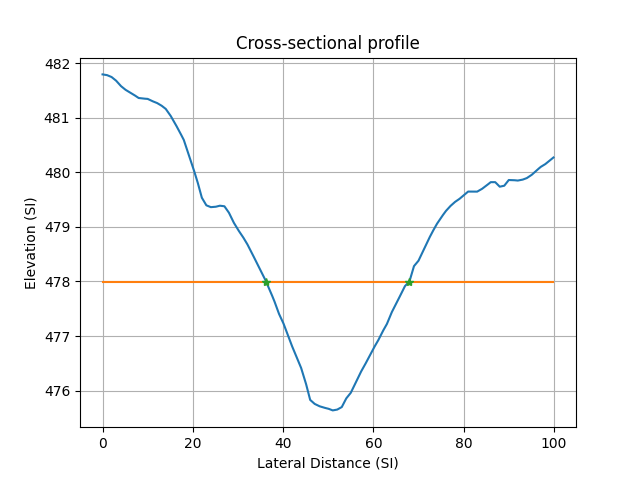 Cross-sectional profile
482
481
480
479
478
477
476
Elevation (SI)
0 20 40 60 80 100
Lateral Distance (SI)